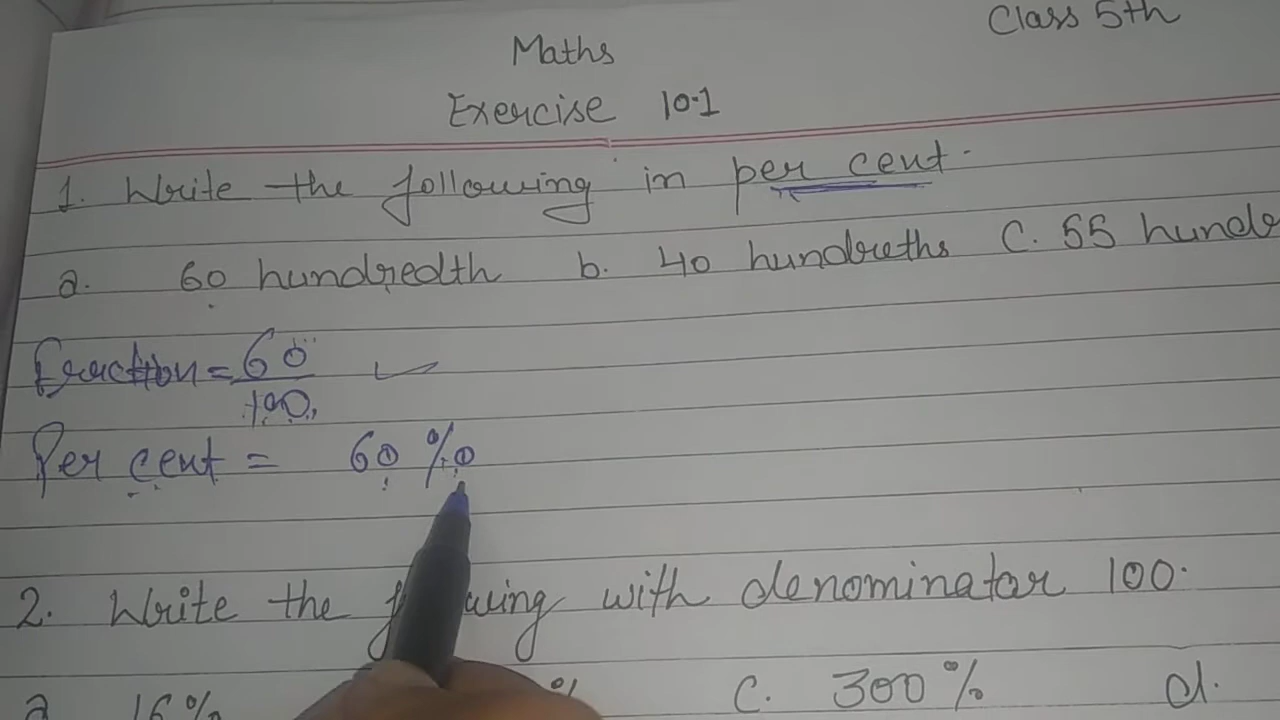 Class 5th
Maths
Exercise 10.1
1. Write the following in per cent.
a. 60 hundredth b. 40 hundreths c. 55
Fraction = 60
100
Per cent = 60%
2. Write the with denominator 100.
a 16% % c. 300% d.